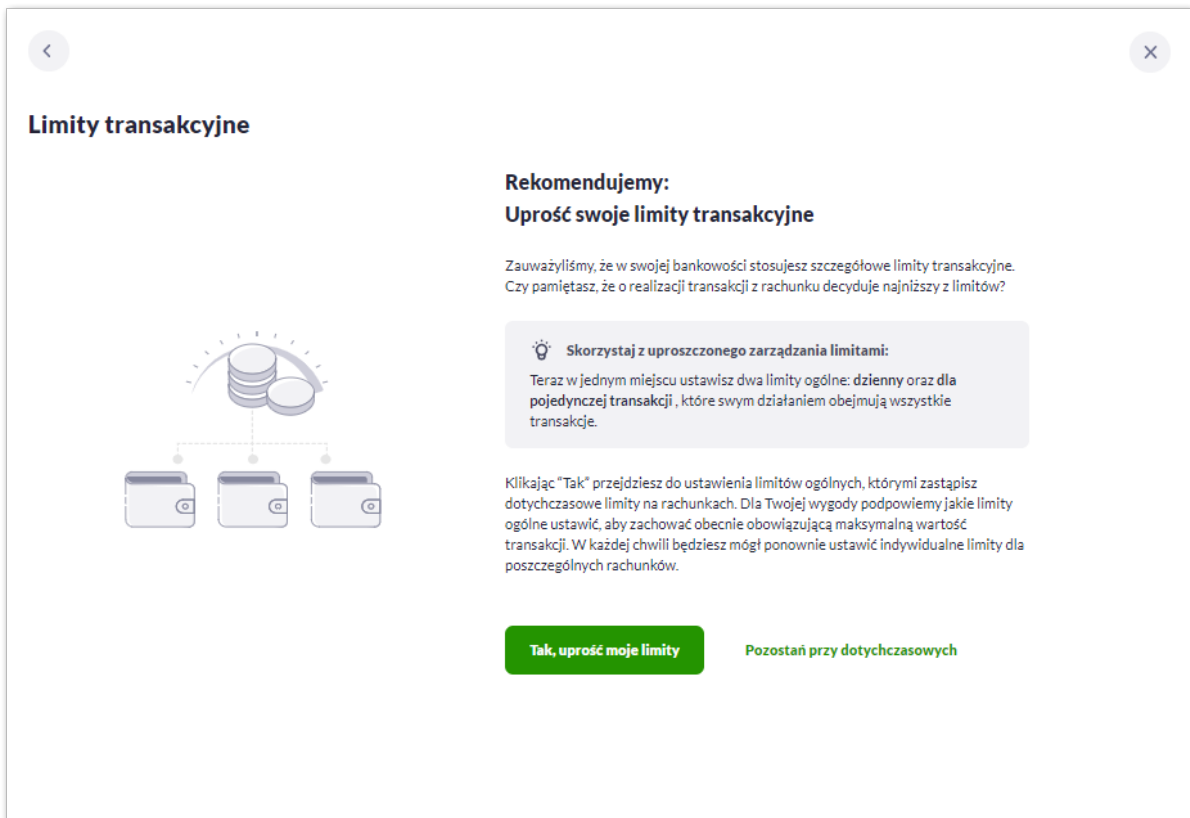 Limity transakcyjne
Rekomendujemy:
Uprość swoje limity transakcyjne
Zauważyliśmy, że w swojej bankowości stosujesz szczegółowe limity transakcyjne.
Czy pamiętasz, że o realizacji transakcji z rachunku decyduje najniższy z limitów?
Skorzystaj z uproszczonego zarządzania limitami:
Teraz w jednym miejscu ustawisz dwa limity ogólne: dzienny oraz dla
pojedynczej transakcji , które swym działaniem obejmują wszystkie
transakcje.
Klikając “Tak” przejdziesz do ustawienia limitów ogólnych, którymi zastąpisz
dotychczasowe limity na rachunkach. Dla Twojej wygody podpowiemy jakie limity
ogólne ustawić, aby zachować obecnie obowiązującą maksymalną wartość
transakcji. W każdej chwili będziesz mógł ponownie ustawić indywidualne limity dla
poszczególnych rachunków.
Tak, uprość moje limity
Pozostań przy dotychczasowych